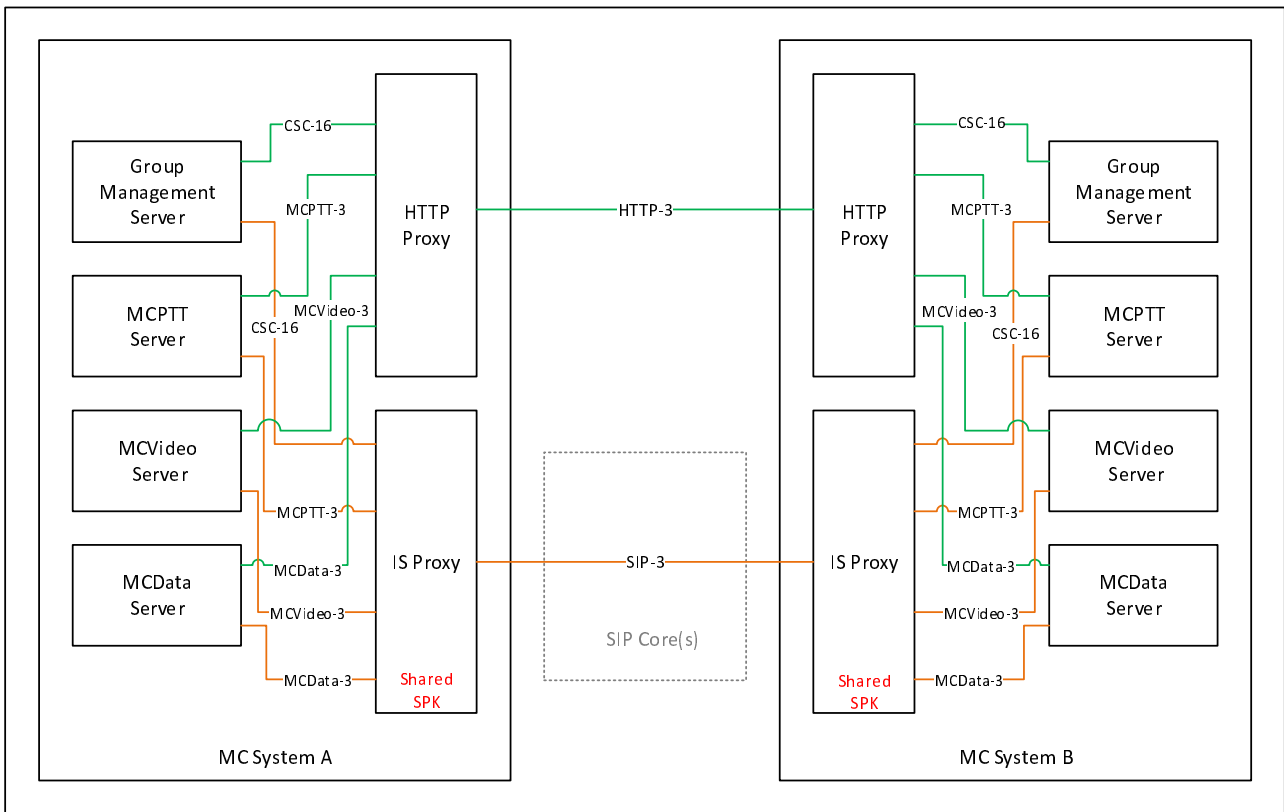 CSC-16
Group
Management
Server
MCPTT-3
HTTP
Proxy
MCVideo-3
MCPTT
Server
CSC-16
MCVideo
Server
MCPTT-3
IS Proxy
MCData-3
MCData
Server
MCVideo-3
MCData-3
Shared
SPK
MC System A
HTTP-3
SIP-3
SIP Core(s)
CSC-16
Group
Management
Server
MCPTT-3
HTTP
Proxy
MCVideo-3
CSC-16
MCPTT
Server
MCVideo
Server
MCPTT-3
IS Proxy
MCData-3
MCData
Server
MCVideo-3
MCData-3
Shared
SPK
MC System B